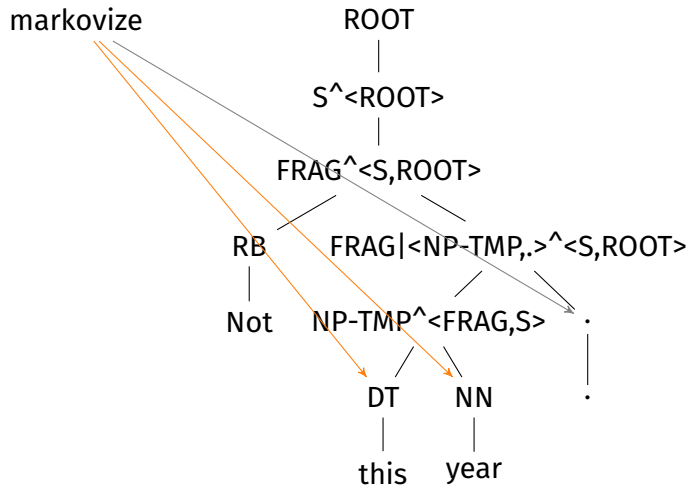 markovize ROOT
S^<ROOT>
FRAG^<S,ROOT>
RB FRAG|<NP-TMP,.>^<S,ROOT>
Not NP-TMP^<FRAG,S> .
DT NN .
this year